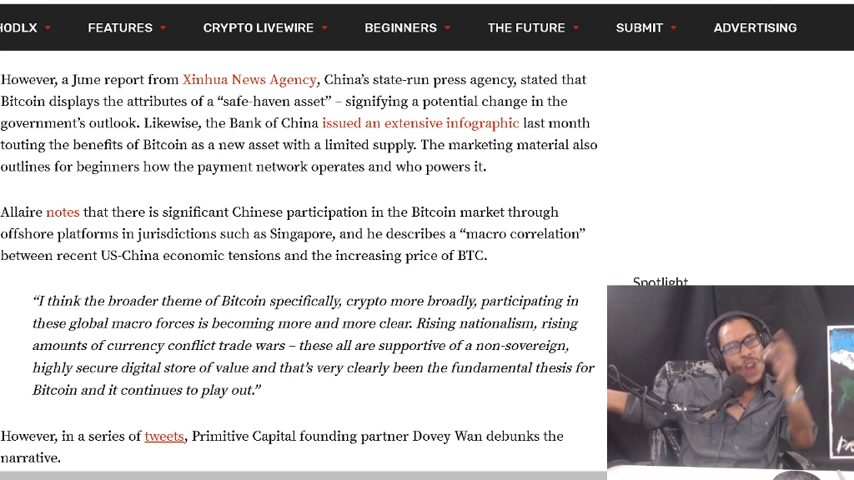 HODLX FEATURES CRYPTO LIVEWIRE BEGINNERS THE FUTURE SUBMIT ADVERTISING
However, a June report from Xinhua News Agency, China’s state-run press agency, stated that
Bitcoin displays the attributes of a “safe-haven asset” – signifying a potential change in the
government’s outlook. Likewise, the Bank of China issued an extensive infographic last month
touting the benefits of Bitcoin as a new asset with a limited supply. The marketing material also
outlines for beginners how the payment network operates and who powers it.
Allaire notes that there is significant Chinese participation in the Bitcoin market through
offshore platforms in jurisdictions such as Singapore, and he describes a “macro correlation”
between recent US-China economic tensions and the increasing price of BTC.
“I think the broader theme of Bitcoin specifically, crypto more broadly, participating in
these global macro forces is becoming more and more clear. Rising nationalism, rising
amounts of currency conflict trade wars – these all are supportive of a non-sovereign,
highly secure digital store of value and that’s very clearly been the fundamental thesis for
Bitcoin and it continues to play out.”
However, in a series of tweets, Primitive Capital founding partner Dovey Wan debunks the
narrative.
Spotlight